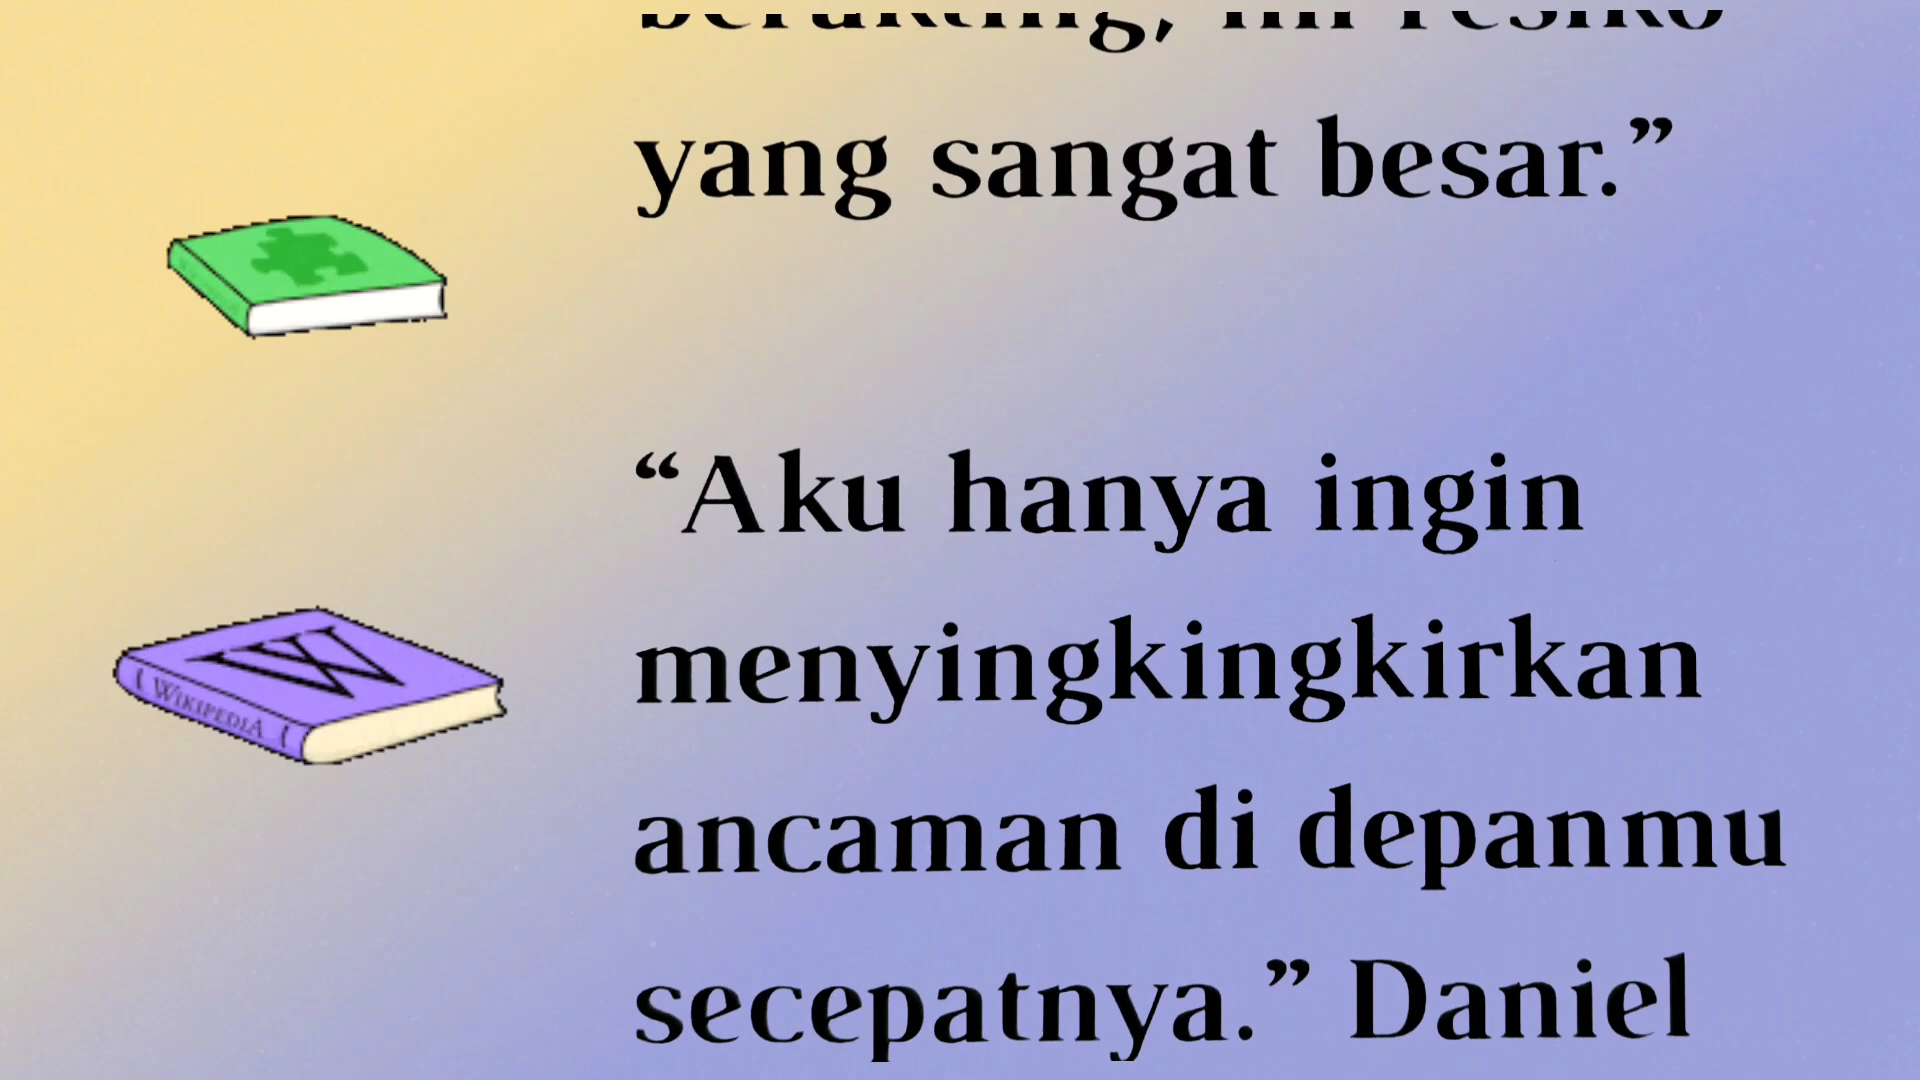 yang sangat besar.”
“Aku hanya ingin
menyingkingkirkan
ancaman di depanmu
secepatnya.” Daniel
W
WIKIPEDIA